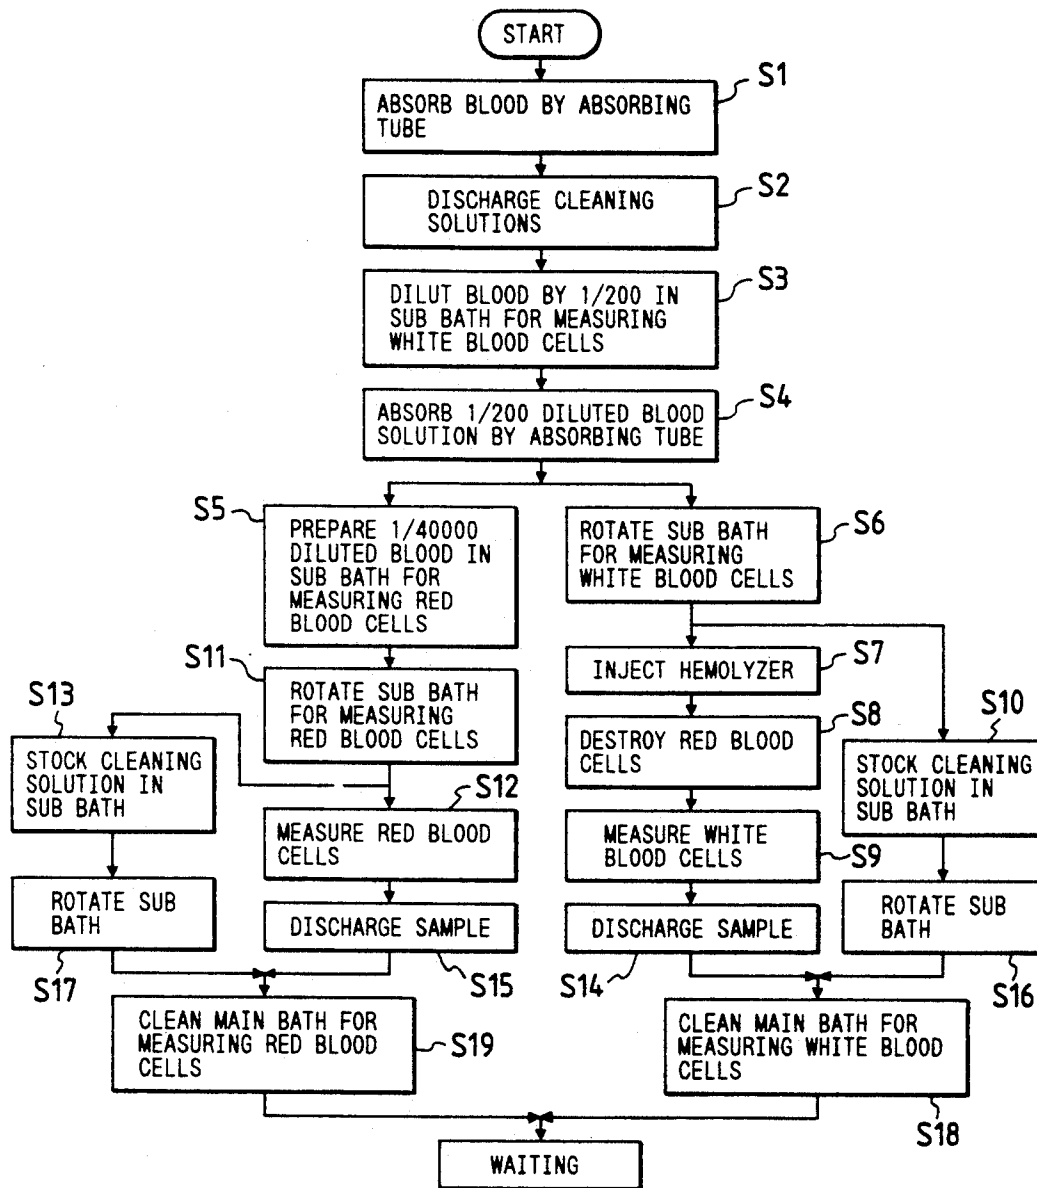 START
S1
ABSORB BLOOD BY ABSORBING
TUBE
S2
DISCHARGE CLEANING
SOLUTIONS
S3
DILUT BLOOD BY 1/200 IN
SUB BATH FOR MEASURING
WHITE BLOOD CELLS
S4
ABSORB 1/200 DILUTED BLOOD
SOLUTION BY ABSORBING TUBE
S5
PREPARE 1/40000
DILUTED BLOOD IN
SUB BATH FOR
MEASURING RED
BLOOD CELLS
S6
ROTATE SUB BATH
FOR MEASURING
WHITE BLOOD CELLS
S11
ROTATE SUB BATH
FOR MEASURING
RED BLOOD CELLS
S7
INJECT HEMOLYZER
S13
STOCK CLEANING
SOLUTION IN
SUB BATH
S8
DESTROY RED BLOOD
CELLS
S10
STOCK CLEANING
SOLUTION IN
SUB BATH
S12
MEASURE RED BLOOD
CELLS
MEASURE WHITE
BLOOD CELLS
S9
ROTATE SUB
BATH
S17
DISCHARGE SAMPLE
S15
DISCHARGE SAMPLE
S14
ROTATE SUB
BATH
S16
CLEAN MAIN BATH FOR
MEASURING RED BLOOD
CELLS
S19
CLEAN MAIN BATH FOR
MEASURING WHITE BLOOD
CELLS
S18
WAITING